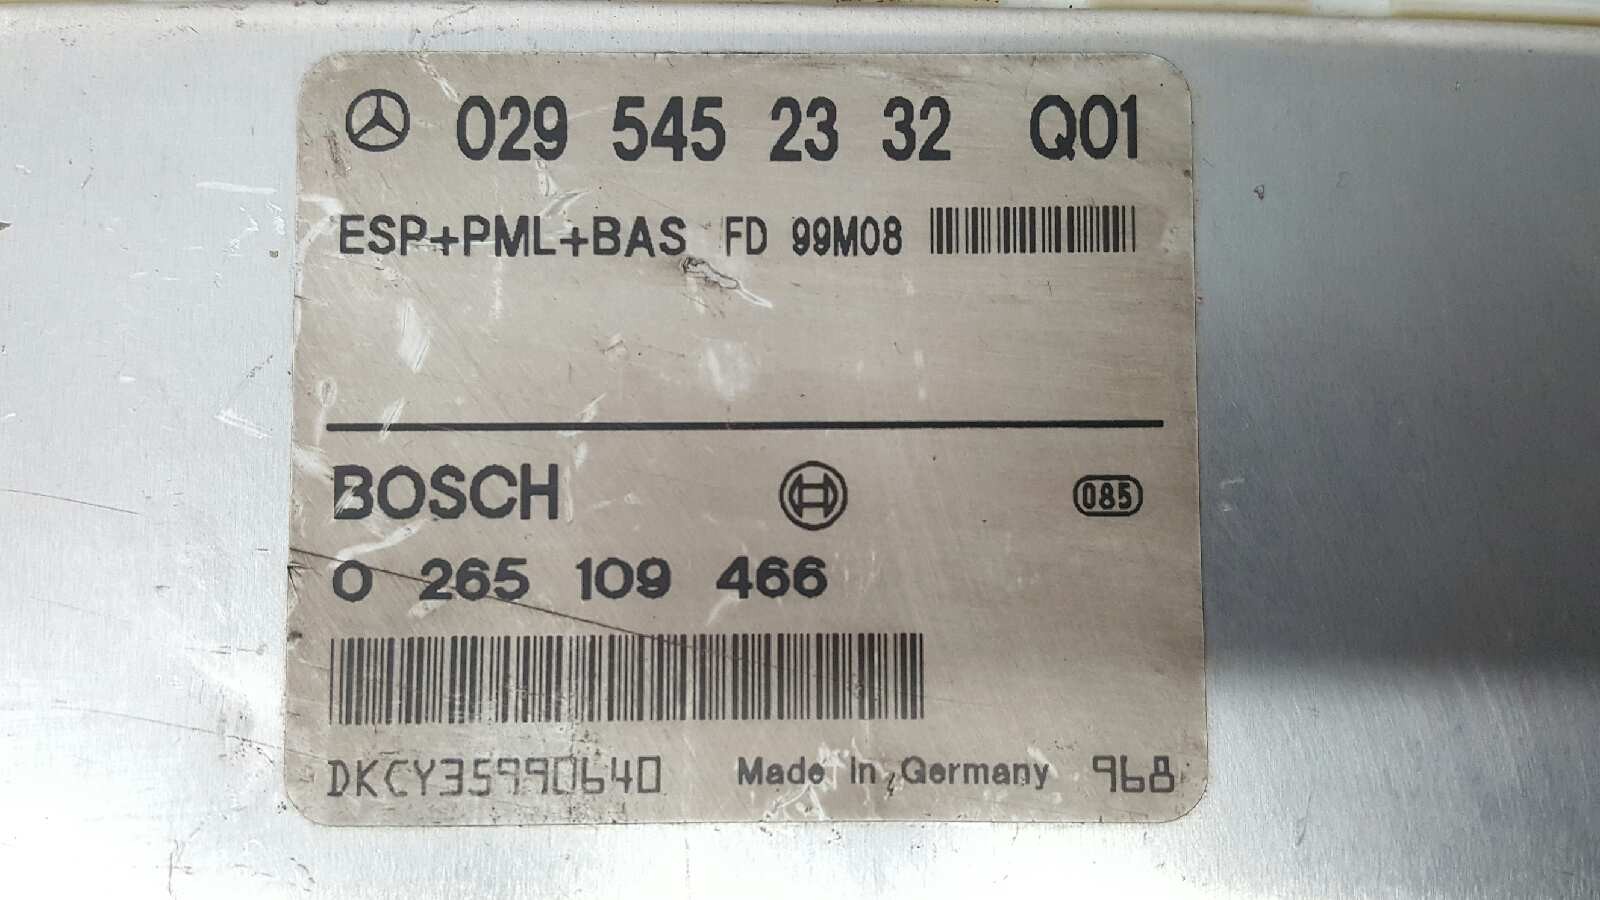 029 545 23 32 Q01
ESP+PML+BAS FD 99M08
BOSCH 085
0 265 109 466
DKCY35990640 Made in Germany 968